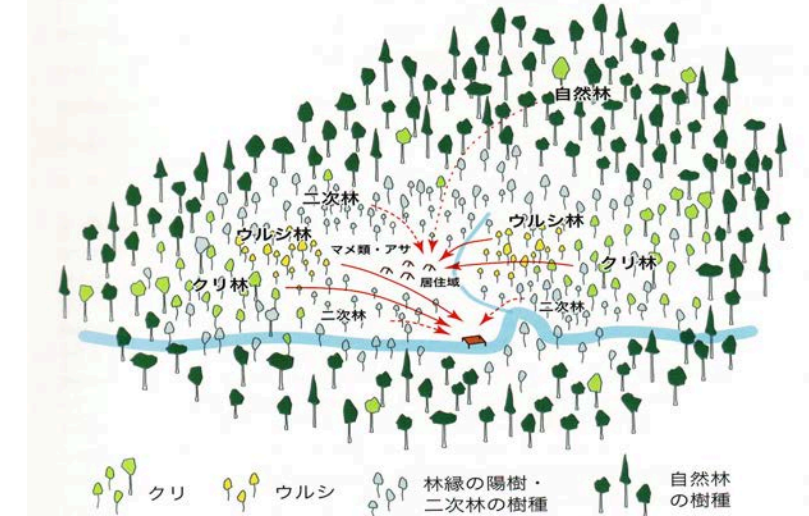 自然林
二次林
ウルシ林
ウルシ林
マメ類・アサ
クリ林
居住域
クリ林
二次林
二次林
クリ
ウルシ
林縁の陽樹・
二次林の樹種
自然林
の樹種